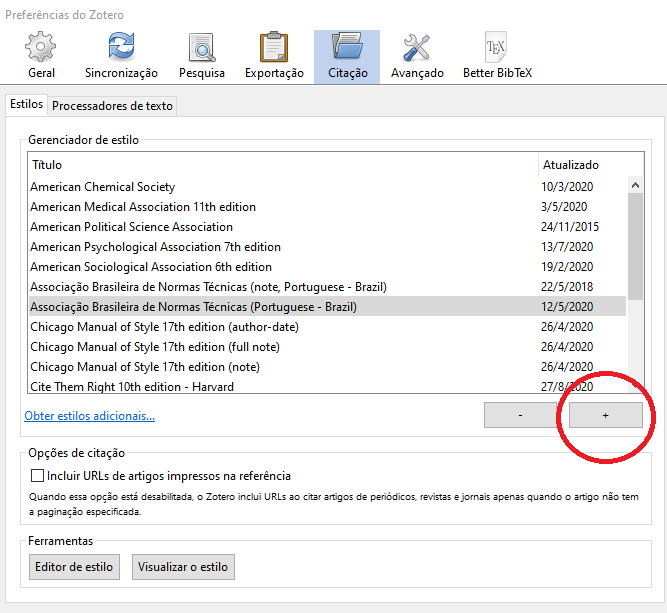 Preferências do Zotero
Geral Sincronização Pesquisa Exportação Citação Avançado Better BibTeX
TEX
Estilos Processadores de texto
Gerenciador de estilo
Título Atualizado
American Chemical Society 10/3/2020
American Medical Association 11th edition 3/5/2020
American Political Science Association 24/11/2015
American Psychological Association 7th edition 13/7/2020
American Sociological Association 6th edition 19/2/2020
Associação Brasileira de Normas Técnicas (note, Portuguese - Brazil) 22/5/2018
Associação Brasileira de Normas Técnicas (Portuguese - Brazil) 12/5/2020
Chicago Manual of Style 17th edition (author-date) 26/4/2020
Chicago Manual of Style 17th edition (full note) 26/4/2020
Chicago Manual of Style 17th edition (note) 26/4/2020
Cite Them Right 10th edition - Harvard 27/8/2020
Obter estilos adicionais... - +
Opções de citação
Incluir URLs de artigos impressos na referência
Quando essa opção está desabilitada, o Zotero inclui URLs ao citar artigos de periódicos, revistas e jornais apenas quando o artigo não tem
a paginação especificada.
Ferramentas
Editor de estilo Visualizar o estilo